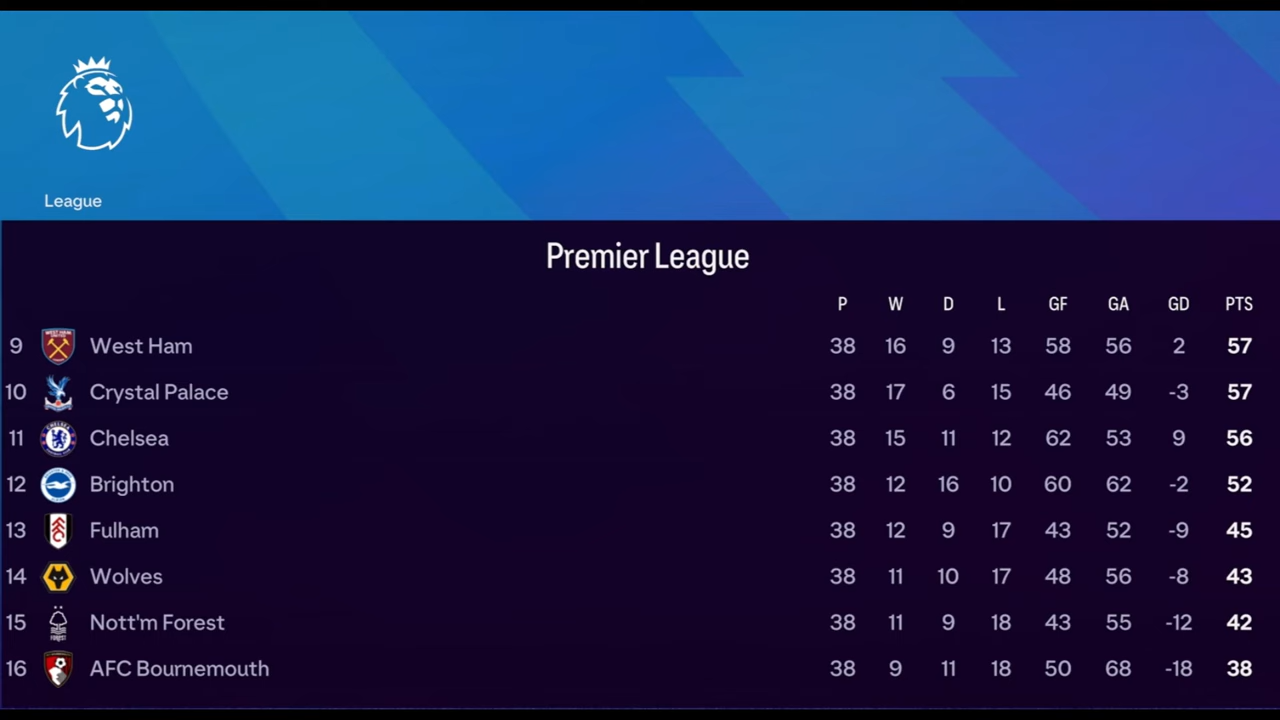 League
Premier League
P W D L GF GA GD PTS
9 West Ham 38 16 9 13 58 56 2 57
10 Crystal Palace 38 17 6 15 46 49 -3 57
11 Chelsea 38 15 11 12 62 53 9 56
12 Brighton 38 12 16 10 60 62 -2 52
13 Fulham 38 12 9 17 43 52 -9 45
14 Wolves 38 11 10 17 48 56 -8 43
15 Nott'm Forest 38 11 9 18 43 55 -12 42
16 AFC Bournemouth 38 9 11 18 50 68 -18 38